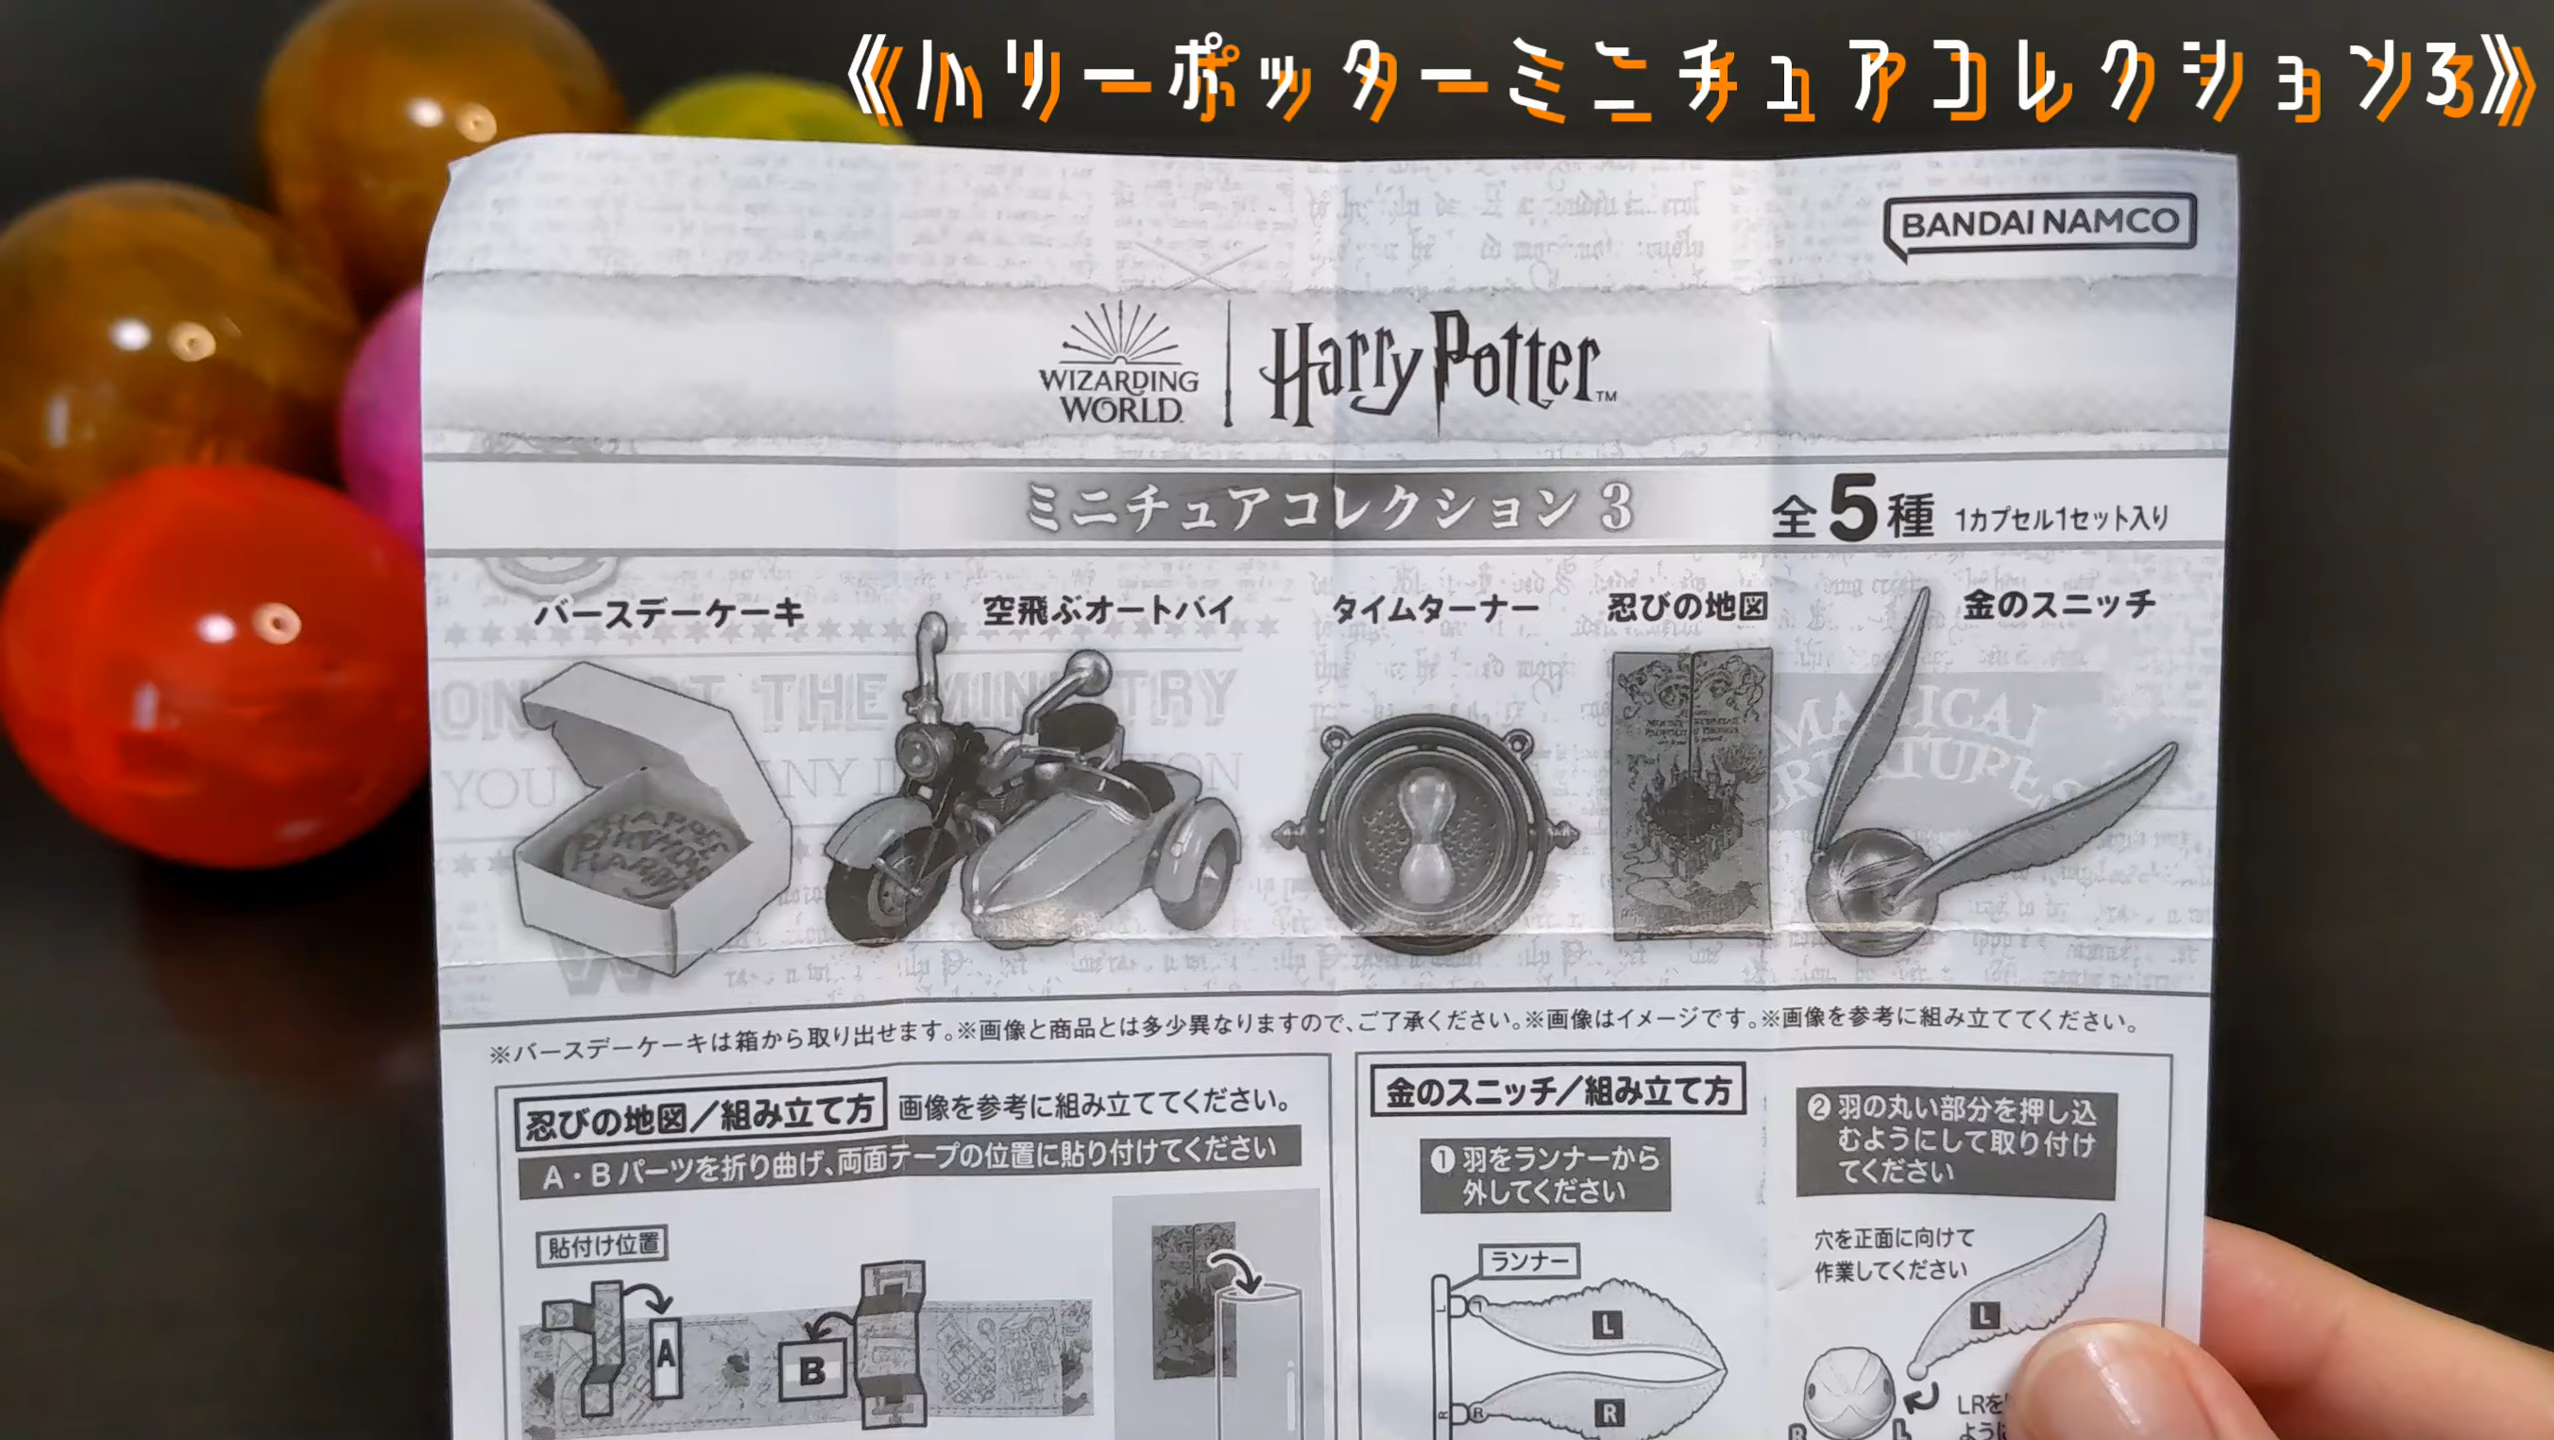 《ハリーポッターミニチュアコレクション3》
BANDAI NAMCO
WIZARDING
WORLD
Harry Potter™
ミニチュアコレクション 3
全5種 1カプセル1セット入り
バースデーケーキ 空飛ぶオートバイ タイムターナー 忍びの地図 金のスニッチ
※バースデーケーキは箱から取り出せます。※画像と商品とは多少異なりますので、ご了承ください。※画像はイメージです。※画像を参考に組み立ててください。
忍びの地図/組み立て方 画像を参考に組み立ててください。
A・Bパーツを折り曲げ、両面テープの位置に貼り付けてください
貼付け位置
A
B
金のスニッチ/組み立て方
❶ 羽をランナーから
外してください
ランナー
L
R
❷ 羽の丸い部分を押し込
むようにして取り付け
てください
穴を正面に向けて
作業してください
L
LRを
ように
R L